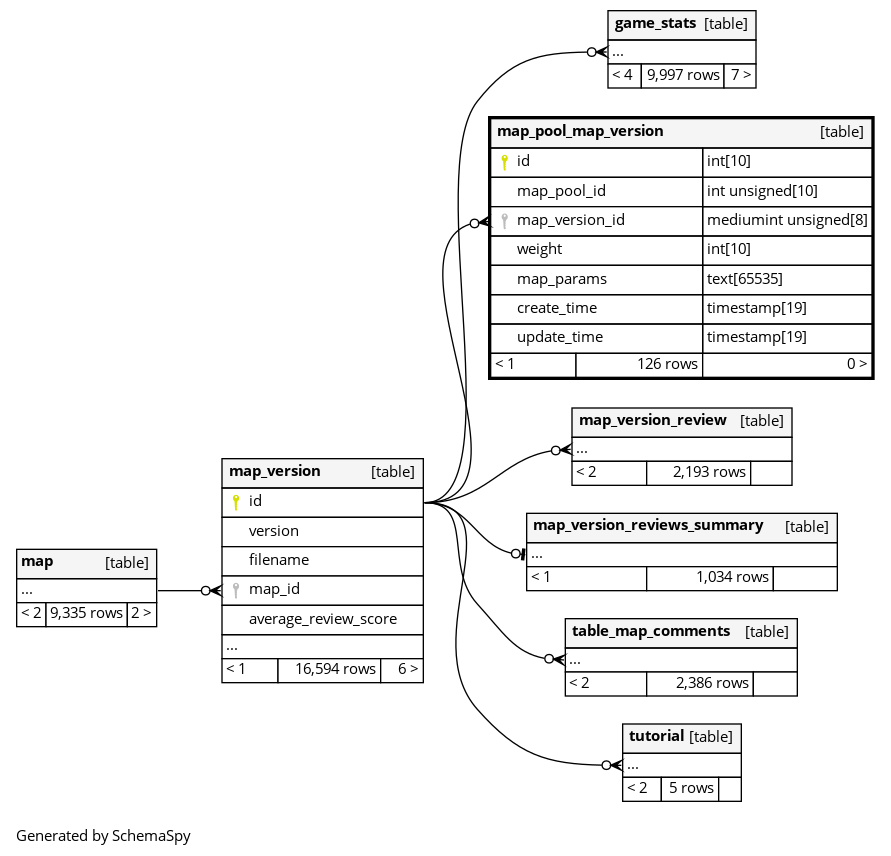 game_stats [table]
...
< 4 9,997 rows 7 >
map_pool_map_version [table]
id int[10]
map_pool_id int unsigned[10]
map_version_id mediumint unsigned[8]
weight int[10]
map_params text[65535]
create_time timestamp[19]
update_time timestamp[19]
< 1 126 rows 0 >
map_version_review [table]
...
< 2 2,193 rows
map_version [table]
id
version
filename
map_id
average_review_score
...
< 1 16,594 rows 6 >
map_version_reviews_summary [table]
...
< 1 1,034 rows
map [table]
...
< 2 9,335 rows 2 >
table_map_comments [table]
...
< 2 2,386 rows
tutorial [table]
...
< 2 5 rows
Generated by SchemaSpy